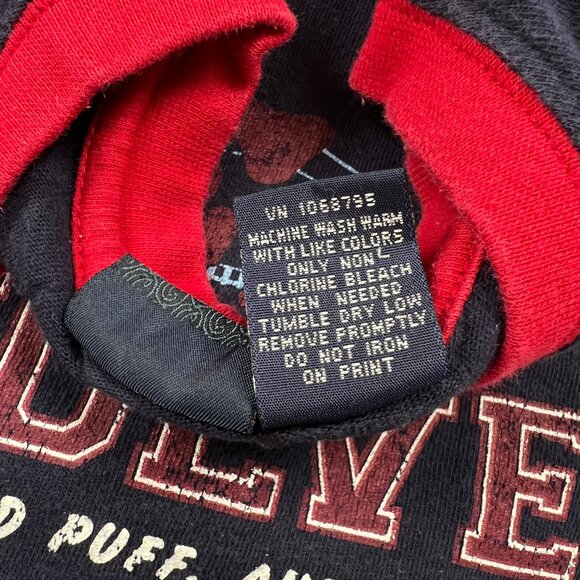 VN 1068795
MACHINE WASH WARM
WITH LIKE COLORS
ONLY NON
CHLORINE BLEACH
WHEN NEEDED
TUMBLE DRY LOW
REMOVE PROMPTLY
DO NOT IRON
ON PRINT
PUFF,